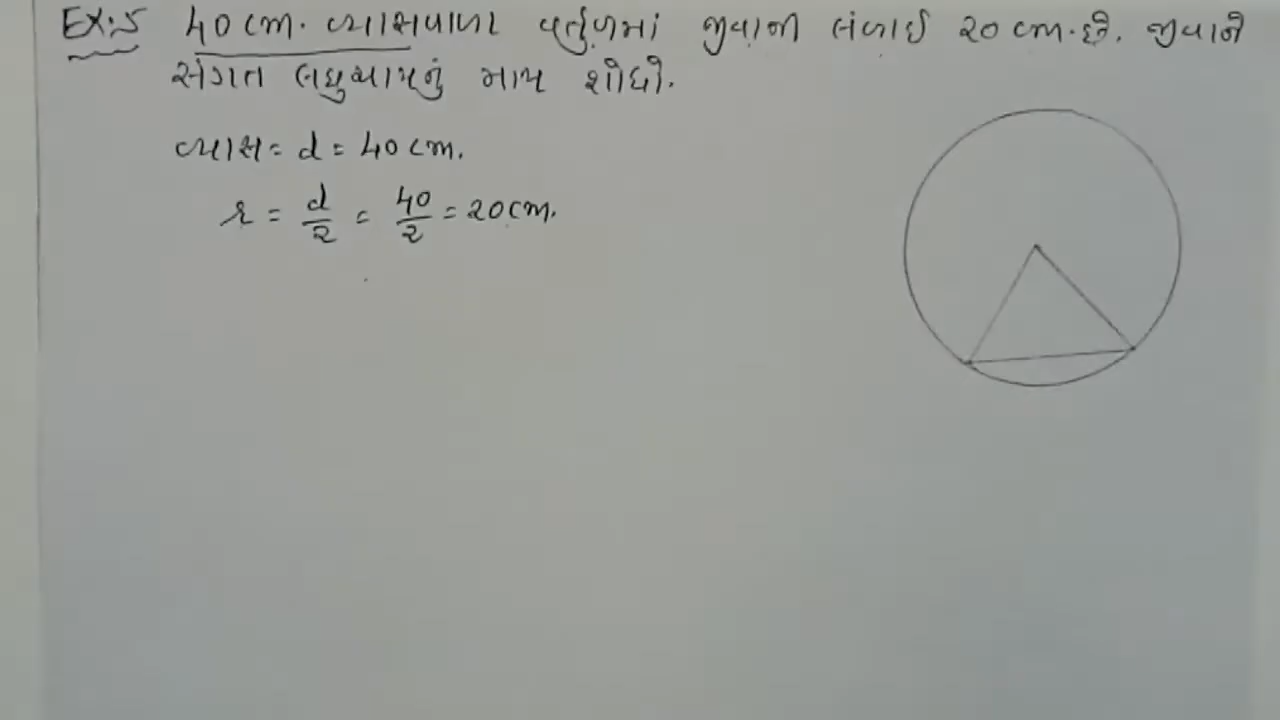 Ex:5 40 cm. વ્યાસવાળા વર્તુળમાં જીવાની લંબાઈ 20 cm. છે. જીવાને
સંગત લઘુચાપનું માપ શોધો.
વ્યાસ = d = 40 cm.
r = d/2 = 40/2 = 20 cm.